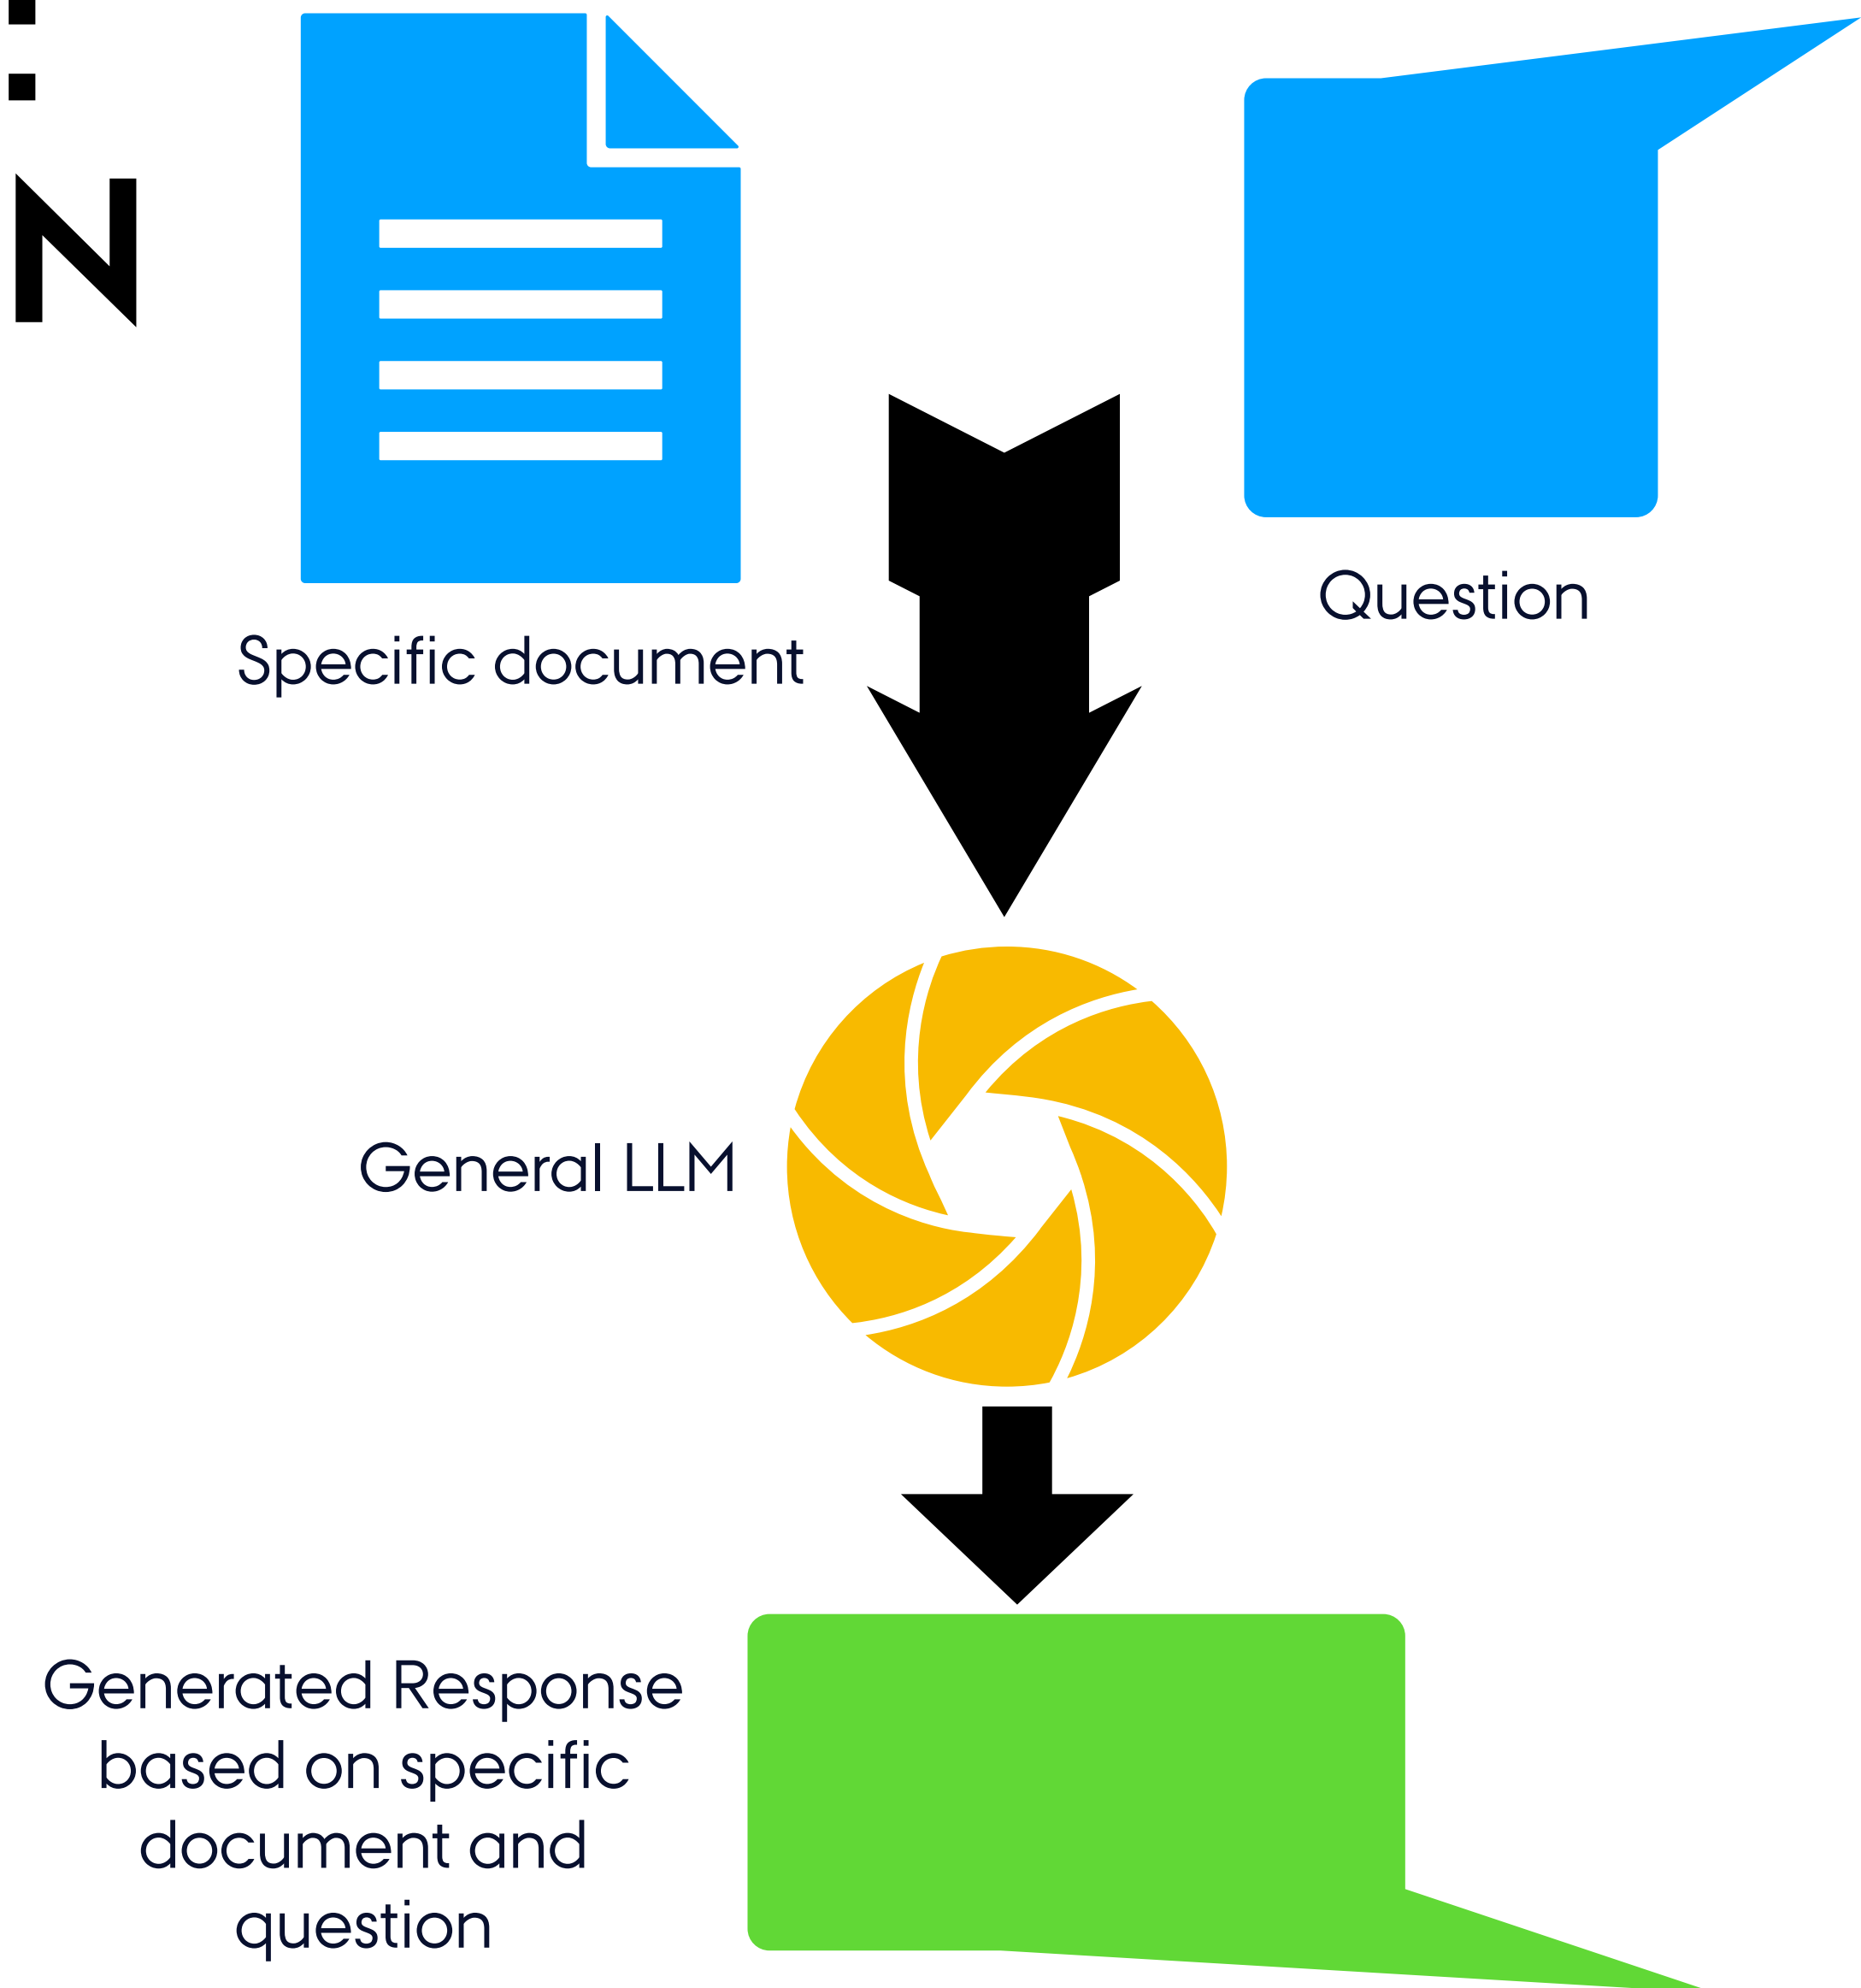 : N
Question
Specific document
General LLM
Generated Response
based on specific
document and
question